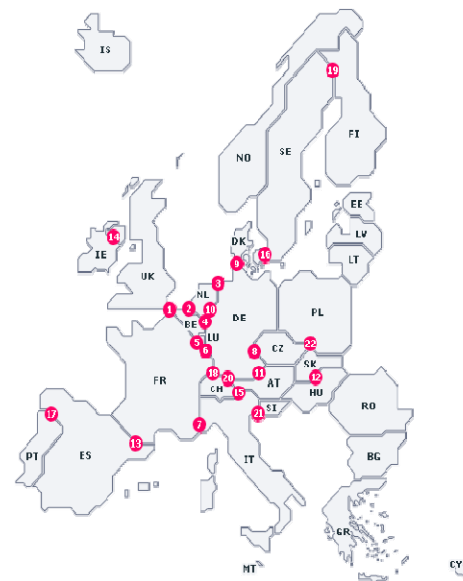 IS
19
FI
NO
SE
EE
14
IE
DK
LV
16
LT
9
UK
NL
3
1
2
10
DE
PL
BE
4
5
LU
6
8
CZ
22
SK
FR
18
20
11
AT
12
CH
15
HU
17
21
SI
RO
7
13
PT
ES
IT
BG
GR
MT
CY